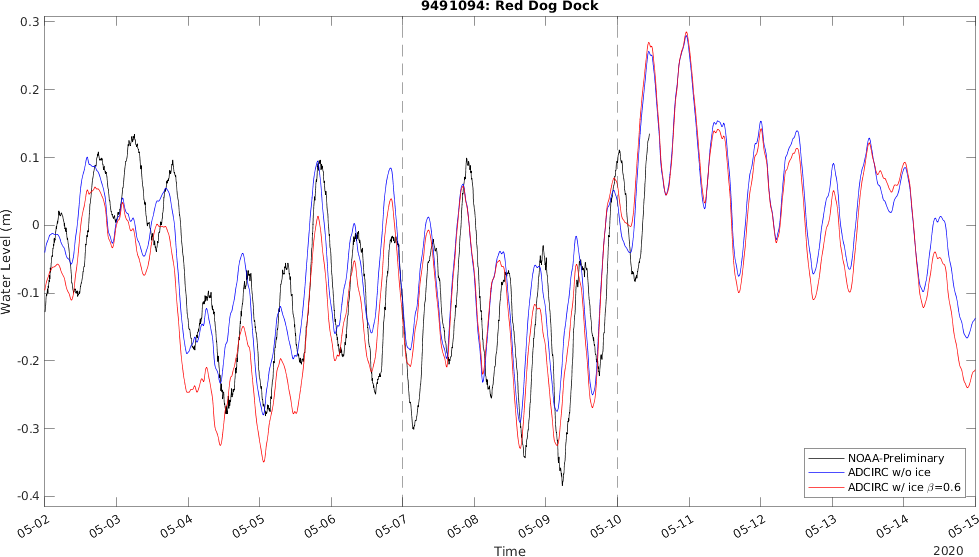 9491094: Red Dog Dock
0.3
0.2
0.1
0
-0.1
-0.2
-0.3
-0.4
Water Level (m)
NOAA-Preliminary
ADCIRC w/o ice
ADCIRC w/ ice β=0.6
05-02 05-03 05-04 05-05 05-06 05-07 05-08 05-09 05-10 05-11 05-12 05-13 05-14 05-15
Time
2020